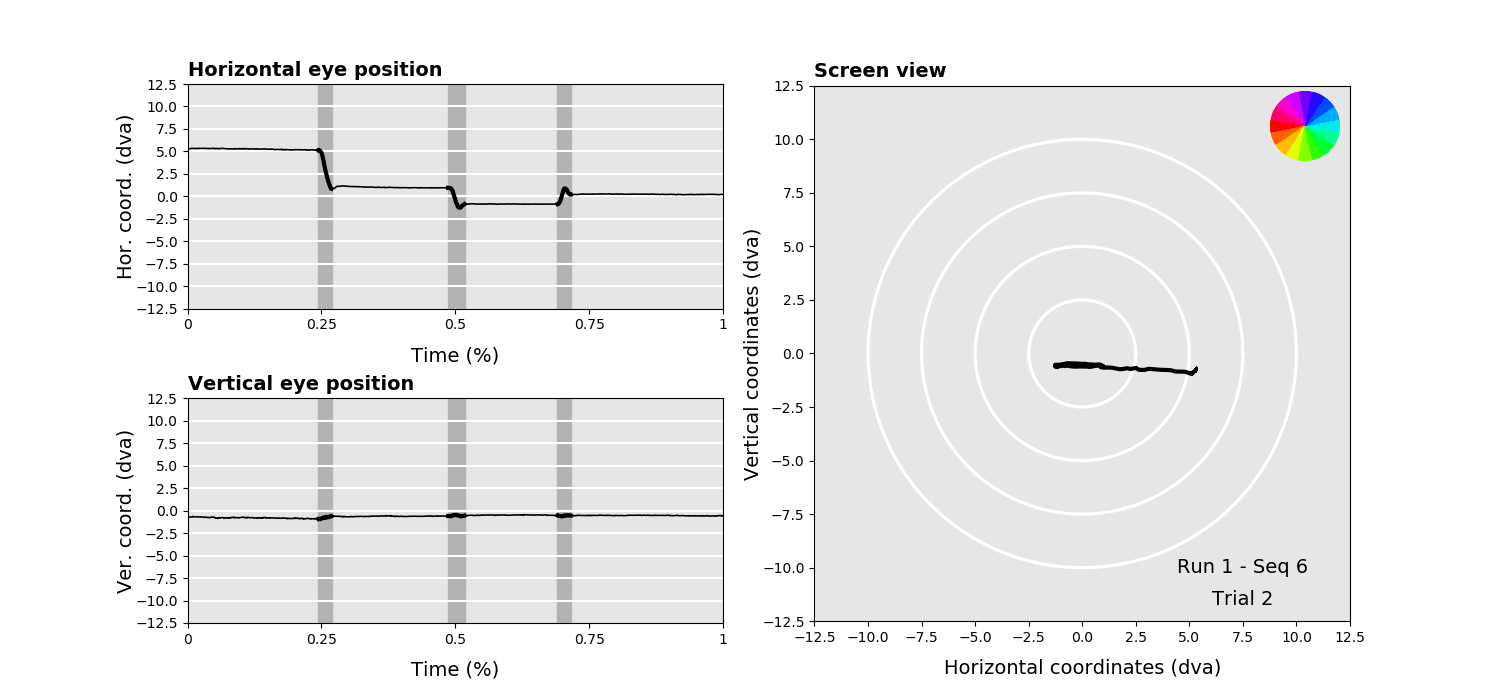 Horizontal eye position
Hor. coord. (dva)
12.5
10.0
7.5
5.0
2.5
0.0
−2.5
−5.0
−7.5
−10.0
−12.5
0 0.25 0.5 0.75 1
Time (%)
Vertical eye position
Ver. coord. (dva)
12.5
10.0
7.5
5.0
2.5
0.0
−2.5
−5.0
−7.5
−10.0
−12.5
0 0.25 0.5 0.75 1
Time (%)
Screen view
Vertical coordinates (dva)
12.5
10.0
7.5
5.0
2.5
0.0
−2.5
−5.0
−7.5
−10.0
−12.5
Run 1 - Seq 6
Trial 2
−12.5 −10.0 −7.5 −5.0 −2.5 0.0 2.5 5.0 7.5 10.0 12.5
Horizontal coordinates (dva)